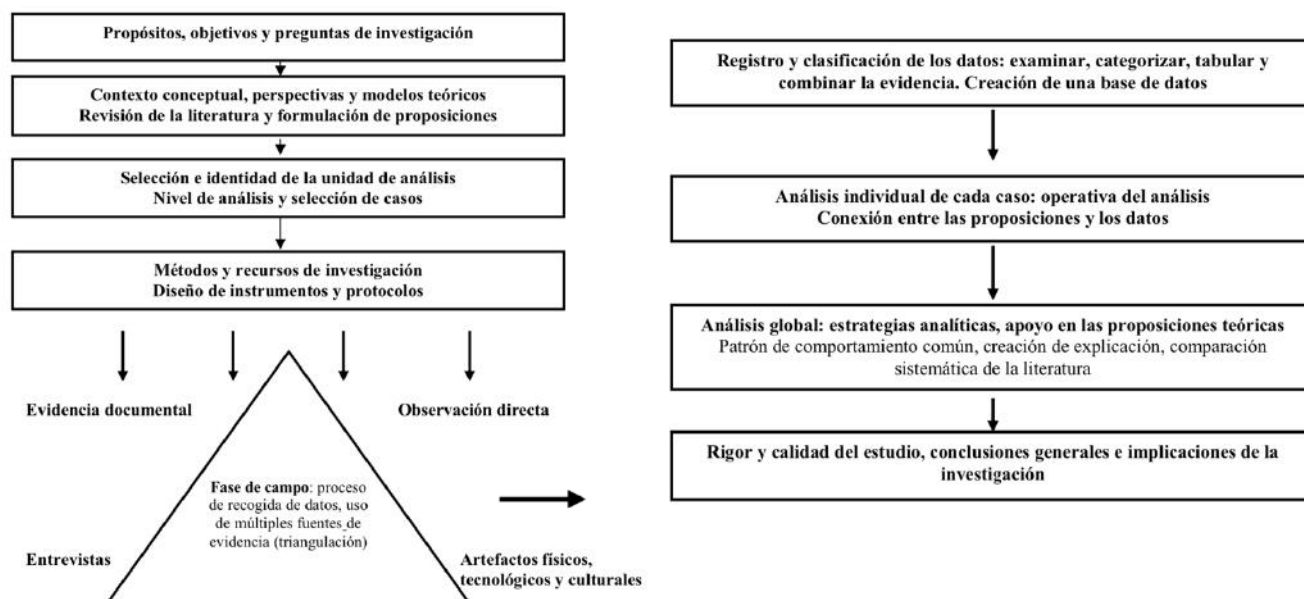 Propósitos, objetivos y preguntas de investigación
Contexto conceptual, perspectivas y modelos teóricos
Revisión de la literatura y formulación de proposiciones
Selección e identidad de la unidad de análisis
Nivel de análisis y selección de casos
Métodos y recursos de investigación
Diseño de instrumentos y protocolos
Evidencia documental
Observación directa
Fase de campo: proceso
de recogida de datos, uso
de múltiples fuentes de
evidencia (triangulación)
Entrevistas
Artefactos físicos,
tecnológicos y culturales
Registro y clasificación de los datos: examinar, categorizar, tabular y
combinar la evidencia. Creación de una base de datos
Análisis individual de cada caso: operativa del análisis
Conexión entre las proposiciones y los datos
Análisis global: estrategias analíticas, apoyo en las proposiciones teóricas
Patrón de comportamiento común, creación de explicación, comparación
sistemática de la literatura
Rigor y calidad del estudio, conclusiones generales e implicaciones de la
investigación